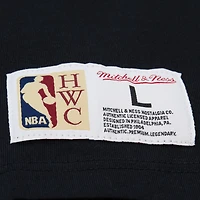 NBA
H
W
C
Mitchell & Ness
L
MITCHELL & NESS NOSTALGIA CO.
AUTHENTIC LICENSED APPAREL
DESIGNED IN PHILADELPHIA, PA.
ESTABLISHED 1904
AUTHENTIC. PREMIUM. LEGENDARY.